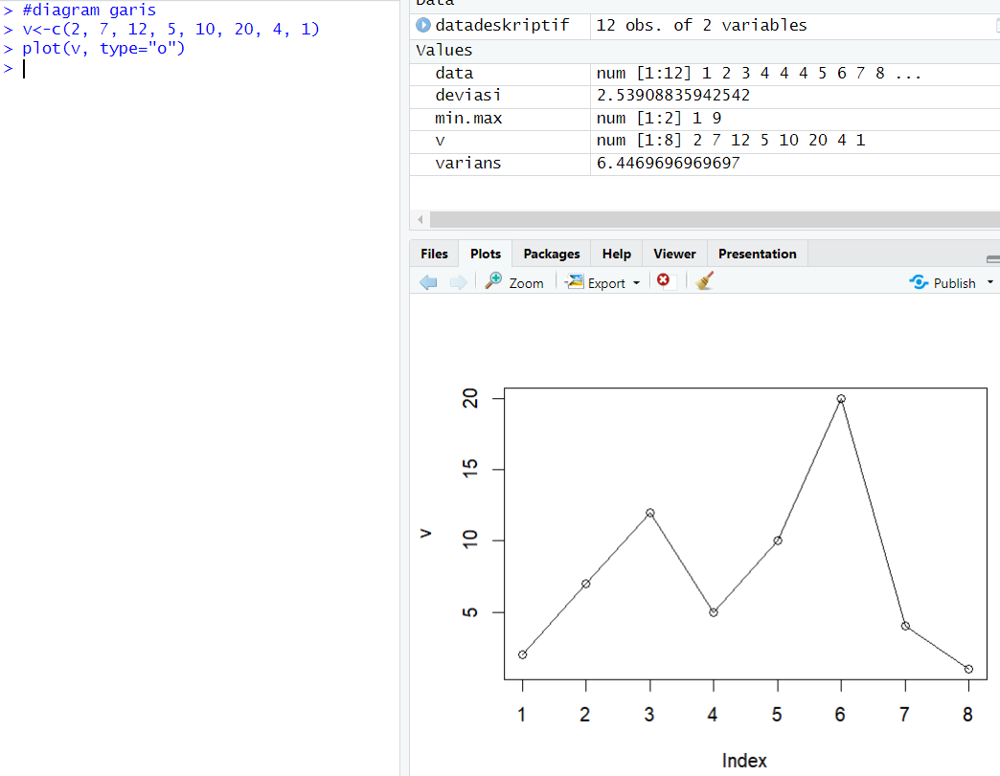 > #diagram garis
> v<-c(2, 7, 12, 5, 10, 20, 4, 1)
> plot(v, type="o")
>
Data
datadeskriptif 12 obs. of 2 variables
Values
data num [1:12] 1 2 3 4 4 4 5 6 7 8 ...
deviasi 2.53908835942542
min.max num [1:2] 1 9
v num [1:8] 2 7 12 5 10 20 4 1
varians 6.4469696969697
Files Plots Packages Help Viewer Presentation
Zoom Export Publish
20
15
10
5
v
1 2 3 4 5 6 7 8
Index